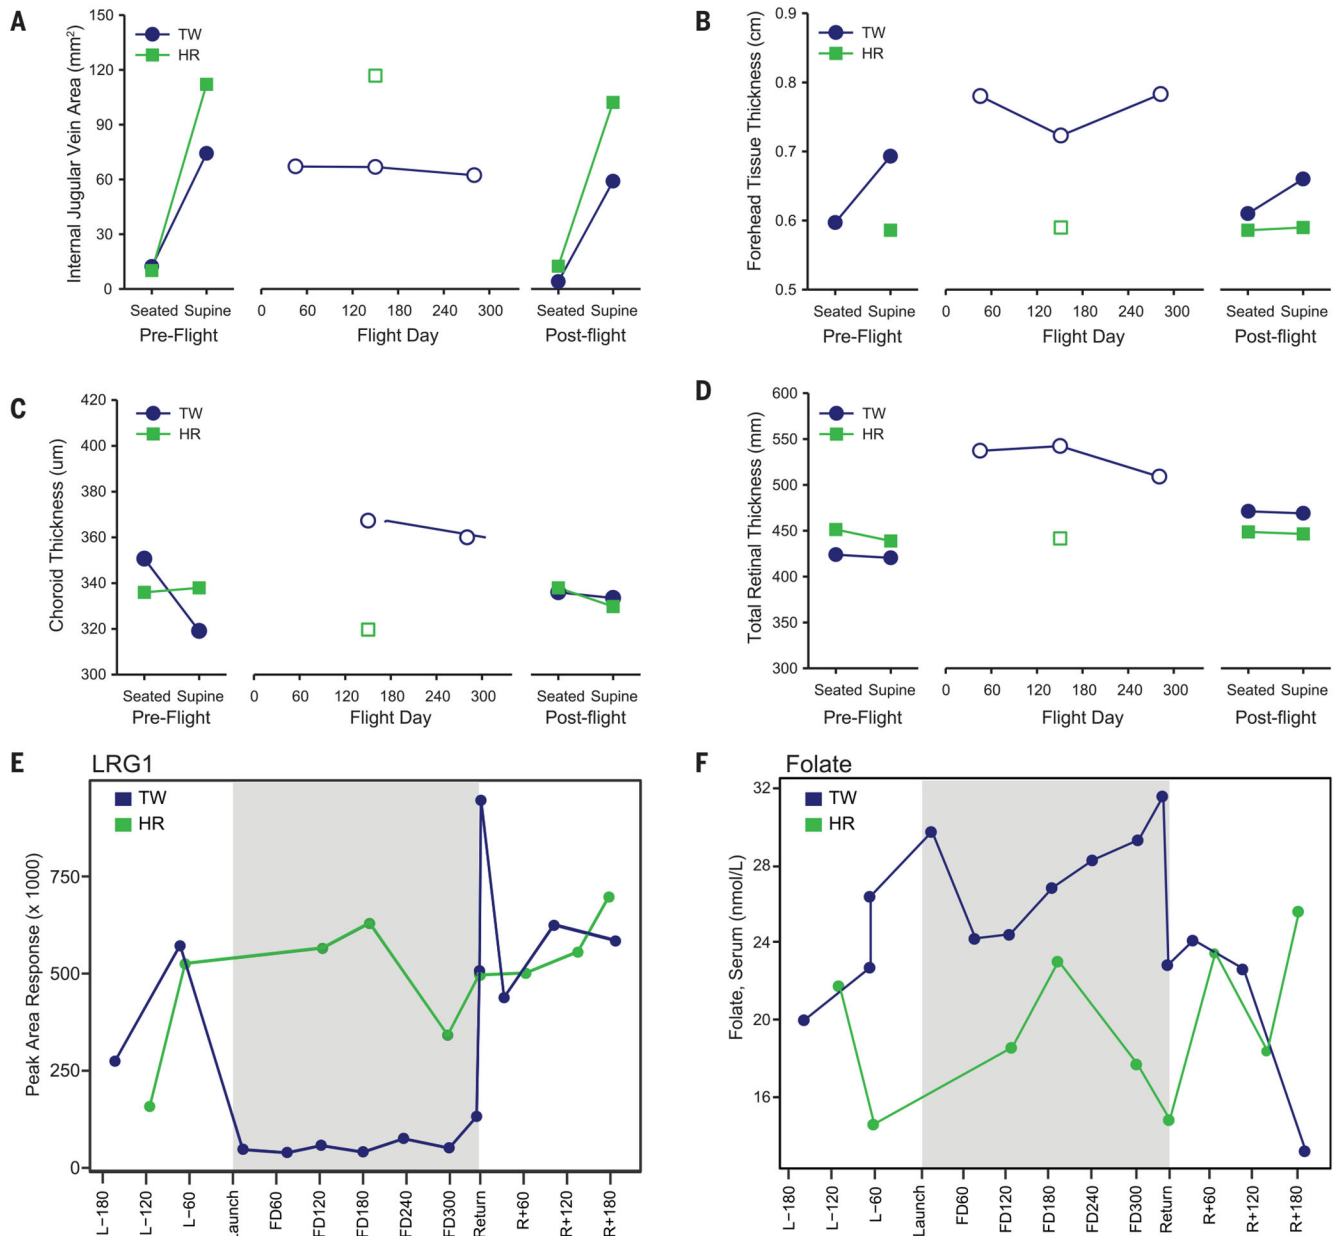 A
Internal Jugular Vein Area (mm²)
150
120
90
60
30
0
TW
HR
Seated Supine
Pre-Flight
0 60 120 180 240 300
Flight Day
Seated Supine
Post-flight
B
Forehead Tissue Thickness (cm)
0.9
0.8
0.7
0.6
0.5
TW
HR
Seated Supine
Pre-Flight
0 60 120 180 240 300
Flight Day
Seated Supine
Post-flight
C
Choroid Thickness (um)
420
400
380
360
340
320
300
TW
HR
Seated Supine
Pre-Flight
0 60 120 180 240 300
Flight Day
Seated Supine
Post-flight
D
Total Retinal Thickness (mm)
600
550
500
450
400
350
300
TW
HR
Seated Supine
Pre-Flight
0 60 120 180 240 300
Flight Day
Seated Supine
Post-flight
E
LRG1
Peak Area Response (x 1000)
750
500
250
0
TW
HR
L−180
L−120
L−60
aunch
FD60
FD120
FD180
FD240
FD300
Return
R+60
R+120
R+180
F
Folate
Folate, Serum (nmol/L)
32
28
24
20
16
TW
HR
L−180
L−120
L−60
Launch
FD60
FD120
FD180
FD240
FD300
Return
R+60
R+120
R+180